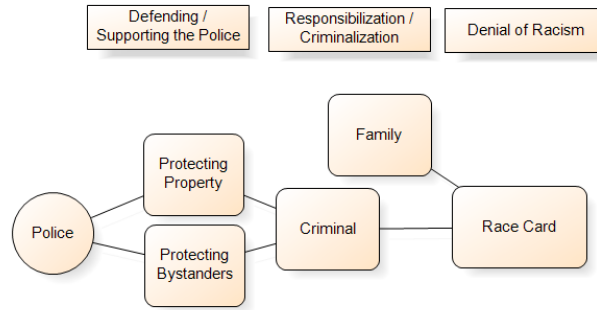 Defending /
Supporting the Police
Responsibilization /
Criminalization
Denial of Racism
Family
Protecting
Property
Police
Criminal
Race Card
Protecting
Bystanders